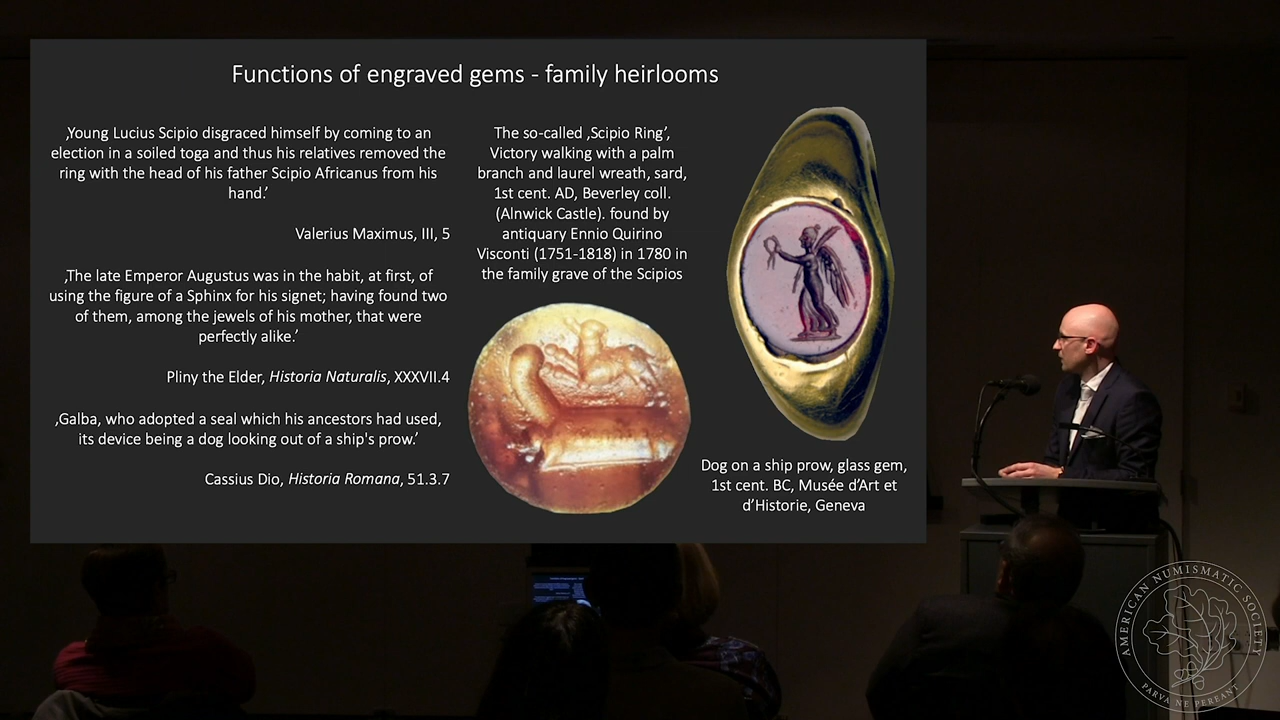 Functions of engraved gems - family heirlooms
‚Young Lucius Scipio disgraced himself by coming to an
election in a soiled toga and thus his relatives removed the
ring with the head of his father Scipio Africanus from his
hand.’
Valerius Maximus, III, 5
‚The late Emperor Augustus was in the habit, at first, of
using the figure of a Sphinx for his signet; having found two
of them, among the jewels of his mother, that were
perfectly alike.’
Pliny the Elder, Historia Naturalis, XXXVII.4
‚Galba, who adopted a seal which his ancestors had used,
its device being a dog looking out of a ship's prow.’
Cassius Dio, Historia Romana, 51.3.7
The so-called ‚Scipio Ring’,
Victory walking with a palm
branch and laurel wreath, sard,
1st cent. AD, Beverley coll.
(Alnwick Castle). found by
antiquary Ennio Quirino
Visconti (1751-1818) in 1780 in
the family grave of the Scipios
Dog on a ship prow, glass gem,
1st cent. BC, Musée d’Art et
d’Historie, Geneva
AMERICAN NUMISMATIC SOCIETY
PARVA NE PEREANT